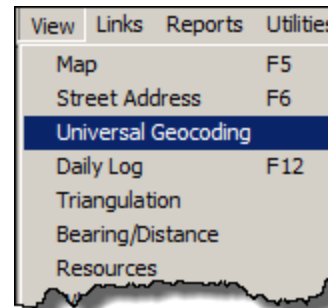 View Links Reports Utilities
Map F5
Street Address F6
Universal Geocoding
Daily Log F12
Triangulation
Bearing/Distance
Resources